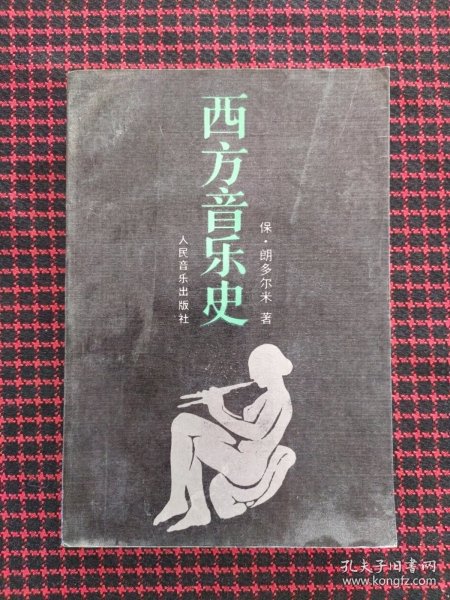 西方音乐史
保·朗多尔米 著
人民音乐出版社
孔夫子旧书网
www.kongfz.com